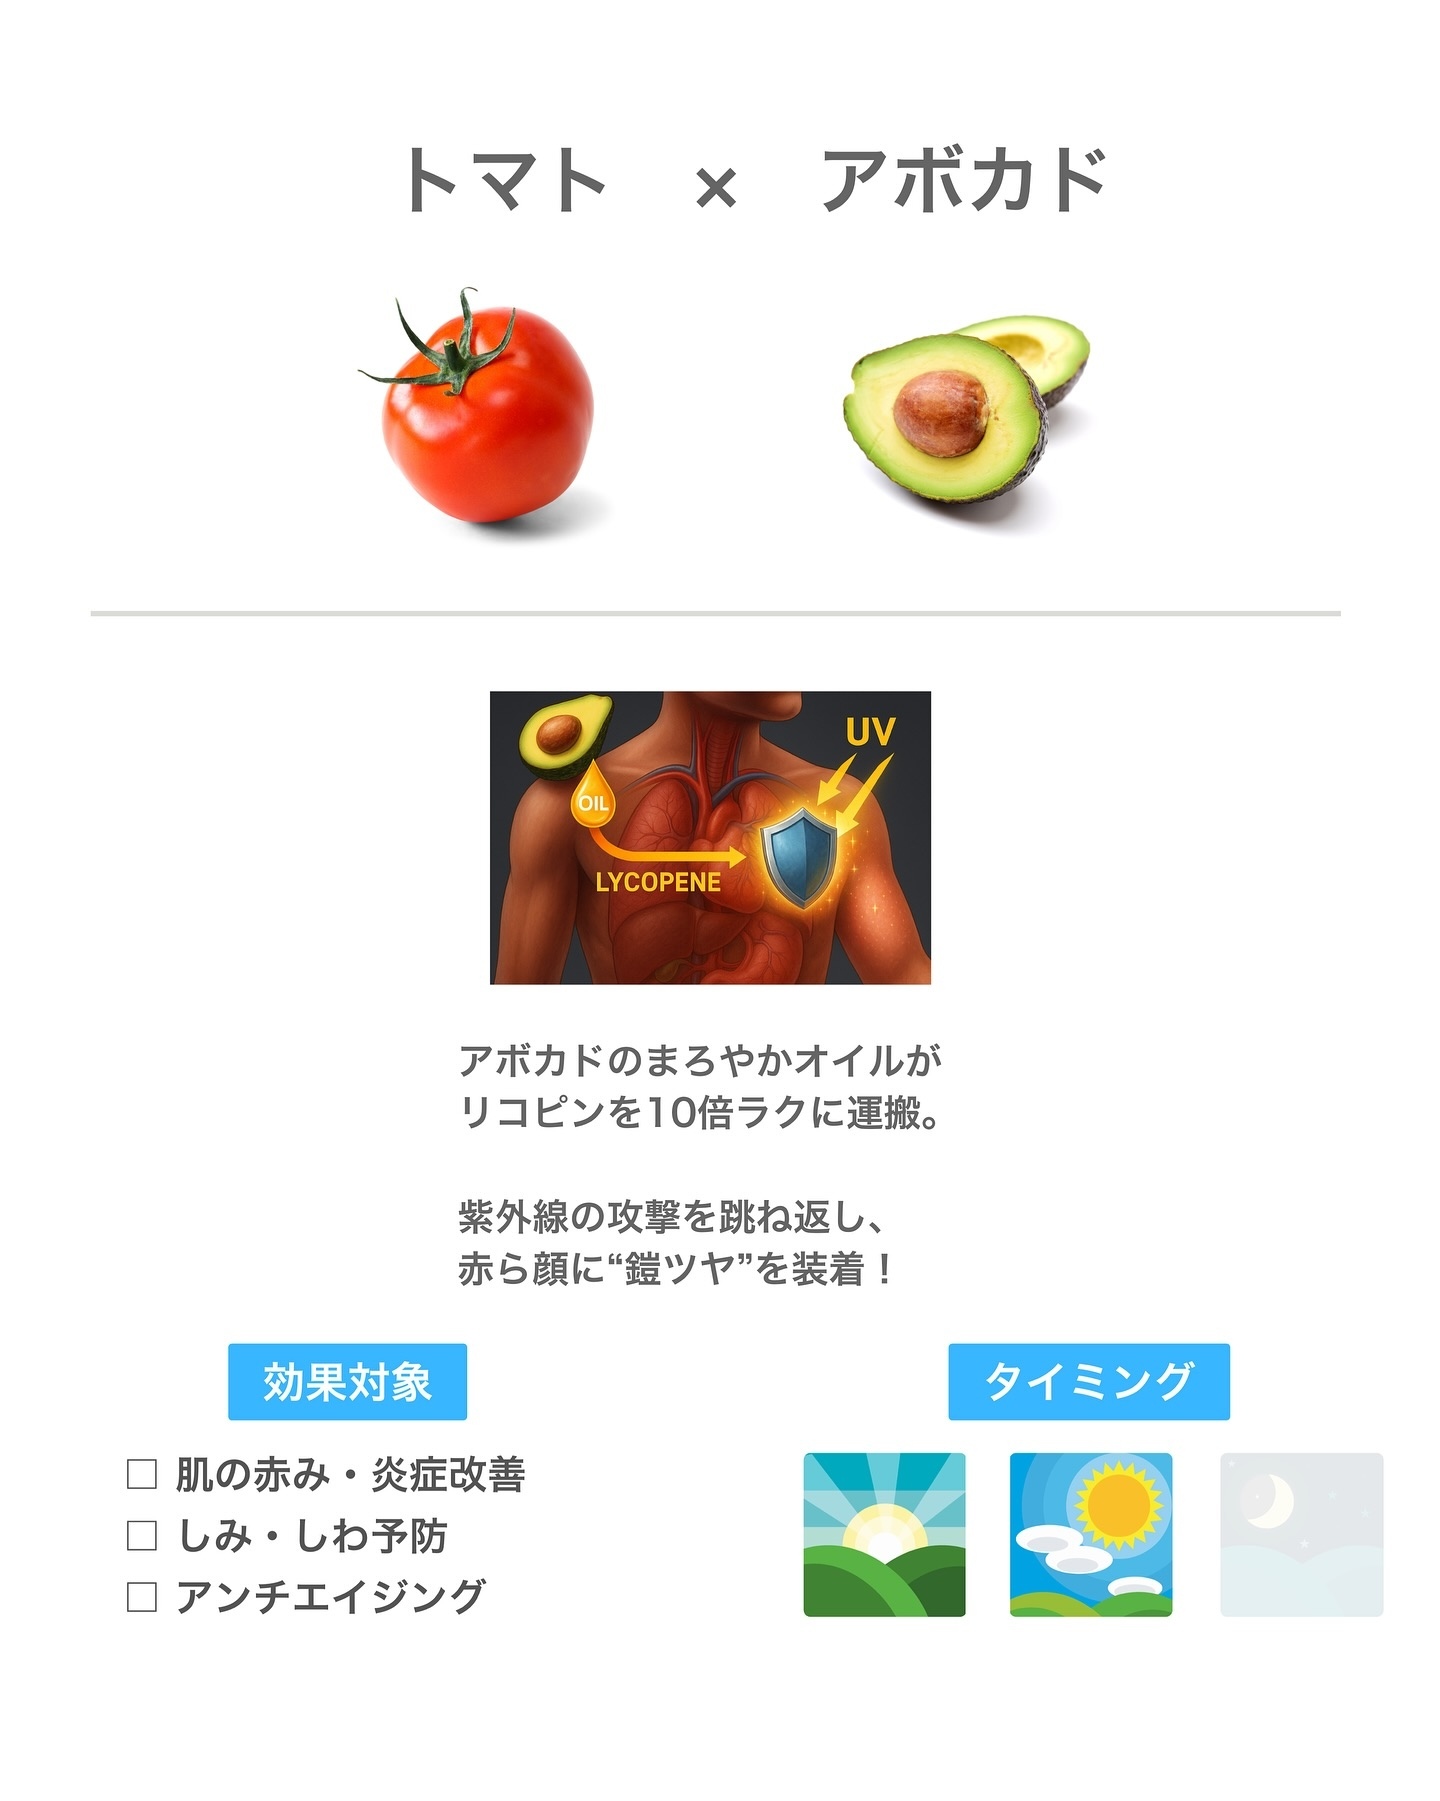 トマト × アボカド
UV
OIL
LYCOPENE
アボカドのまろやかオイルが
リコピンを10倍ラクに運搬。
紫外線の攻撃を跳ね返し、
赤ら顔に“鎧ツヤ”を装着！
効果対象
□ 肌の赤み・炎症改善
□ しみ・しわ予防
□ アンチエイジング
タイミング